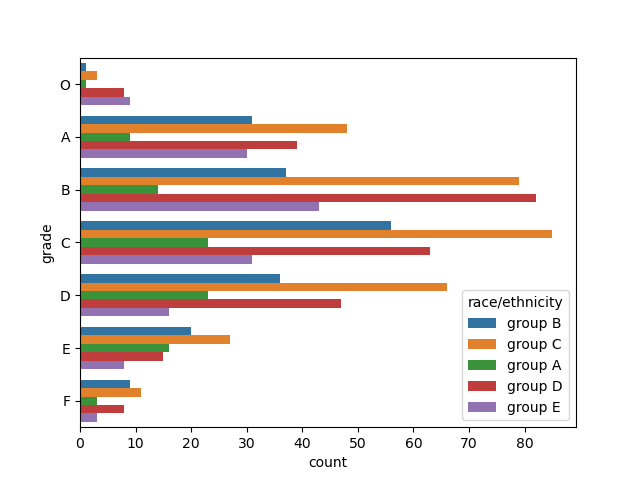 O
A
B
C
D
E
F
grade
0 10 20 30 40 50 60 70 80
count
race/ethnicity
group B
group C
group A
group D
group E